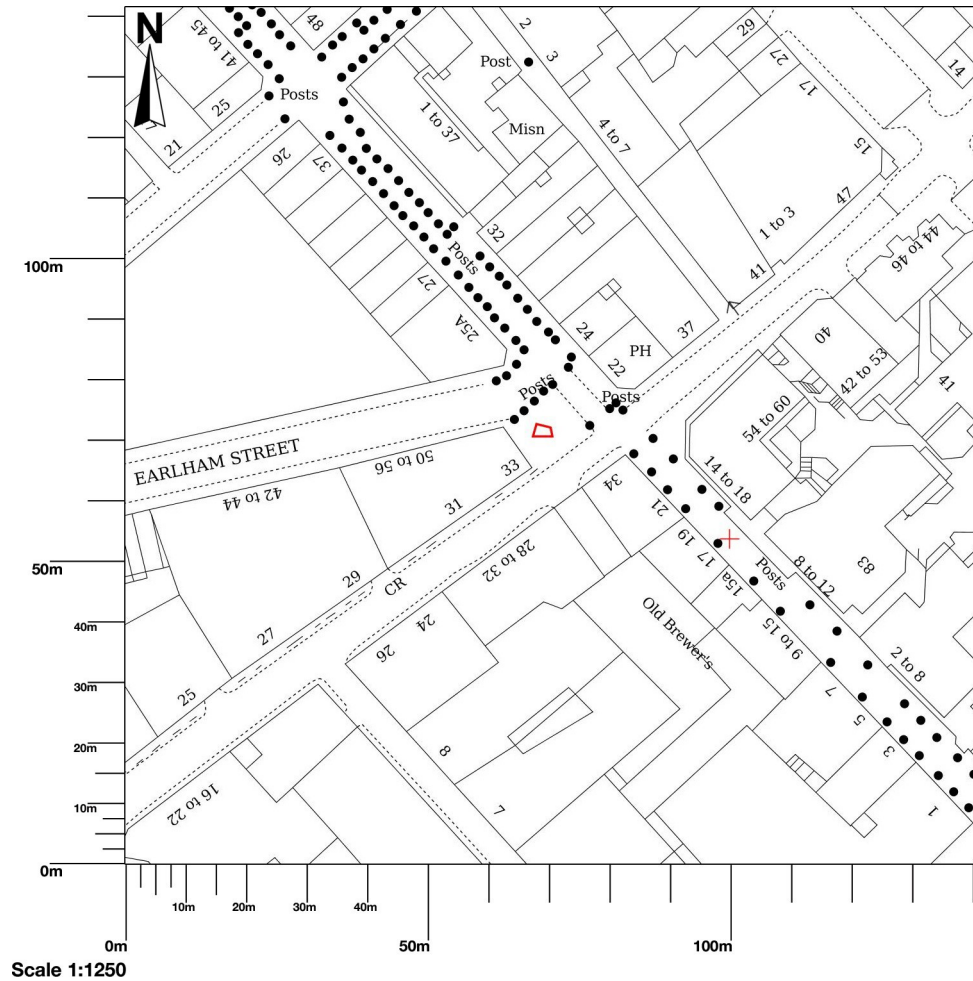 N
48
2
3
29
27
17
14
41 to 45
25
21
Posts
Post
1 to 37
Misn
4 to 7
15
26
37
32
47
1 to 3
44 to 46
41
Posts
27
25A
24
22
PH
37
40
42 to 53
41
100m
Posts
Posts
EARLHAM STREET
50 to 56
42 to 44
33
31
34
54 to 60
14 to 18
21
19
17
15a
Posts
8 to 12
83
50m
29
CR
28 to 32
27
24
26
Old Brewer's
9 to 15
2 to 8
7
5
3
1
40m
30m
20m
10m
0m
25
16 to 22
8
7
10m
20m
30m
40m
0m
50m
100m
Scale 1:1250